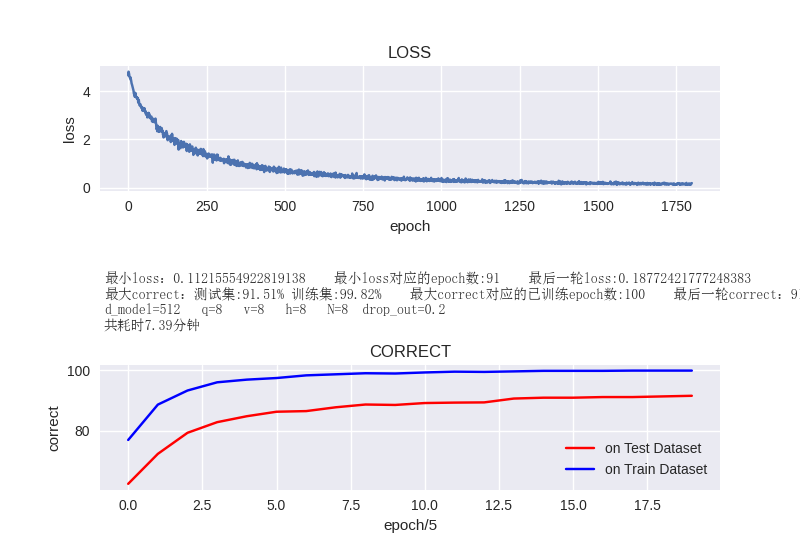 LOSS
4
2
0
loss
0 250 500 750 1000 1250 1500 1750
epoch
最小loss：0.11215554922819138 最小loss对应的epoch数:91 最后一轮loss:0.18772421777248383
最大correct：测试集:91.51% 训练集:99.82% 最大correct对应的已训练epoch数:100 最后一轮correct：
d_model=512 q=8 v=8 h=8 N=8 drop_out=0.2
共耗时7.39分钟
CORRECT
100
80
correct
on Test Dataset
on Train Dataset
0.0 2.5 5.0 7.5 10.0 12.5 15.0 17.5
epoch/5